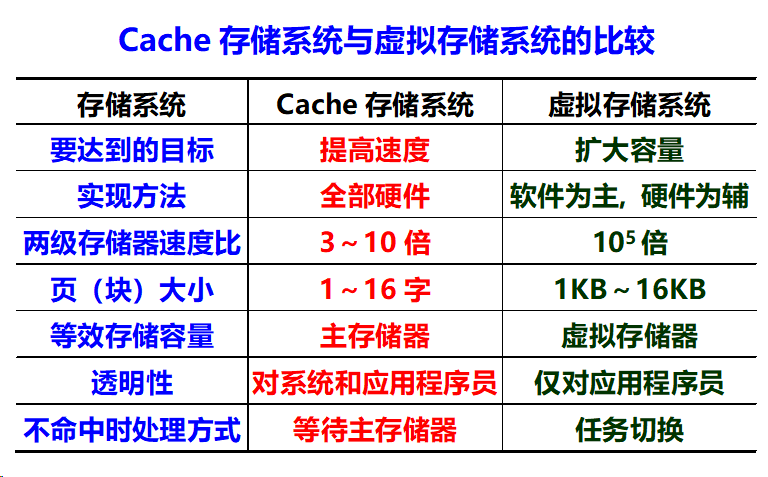 Cache 存储系统与虚拟存储系统的比较
存储系统 Cache 存储系统 虚拟存储系统
要达到的目标 提高速度 扩大容量
实现方法 全部硬件 软件为主, 硬件为辅
两级存储器速度比 3～10 倍 10⁵ 倍
页（块）大小 1～16 字 1KB～16KB
等效存储容量 主存储器 虚拟存储器
透明性 对系统和应用程序员 仅对应用程序员
不命中时处理方式 等待主存储器 任务切换